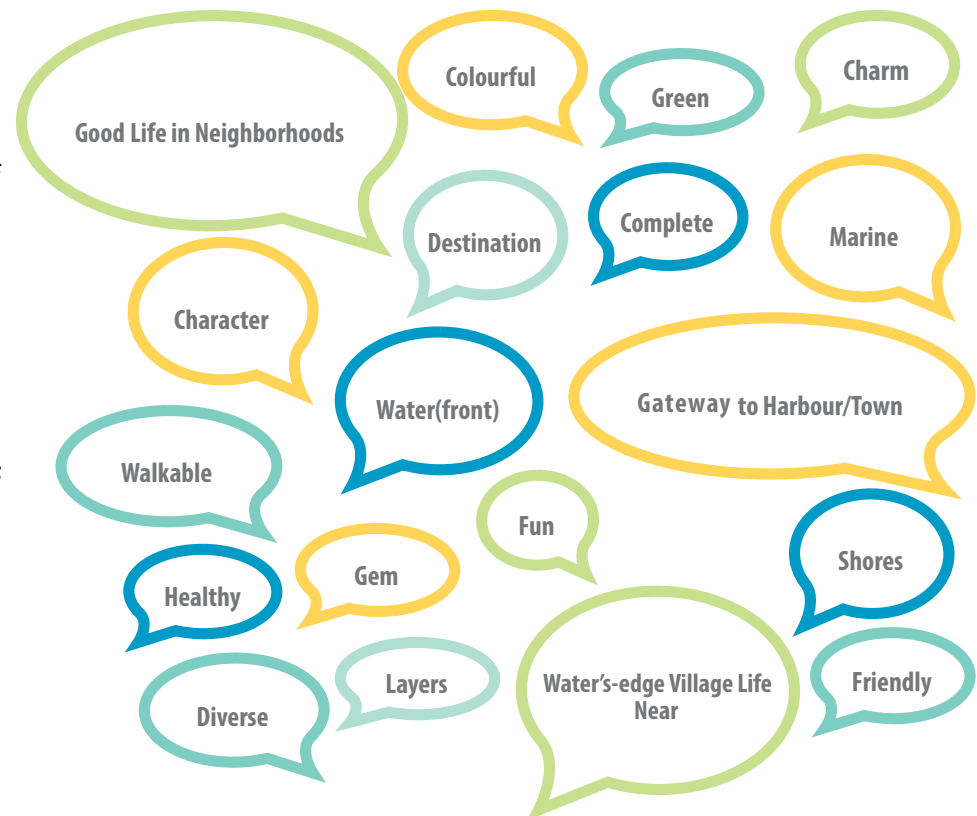 Good Life in Neighborhoods
Colourful
Green
Charm
Destination
Complete
Marine
Character
Water(front)
Gateway to Harbour/Town
Walkable
Fun
Shores
Healthy
Gem
Water's-edge Village Life
Near
Friendly
Layers
Diverse